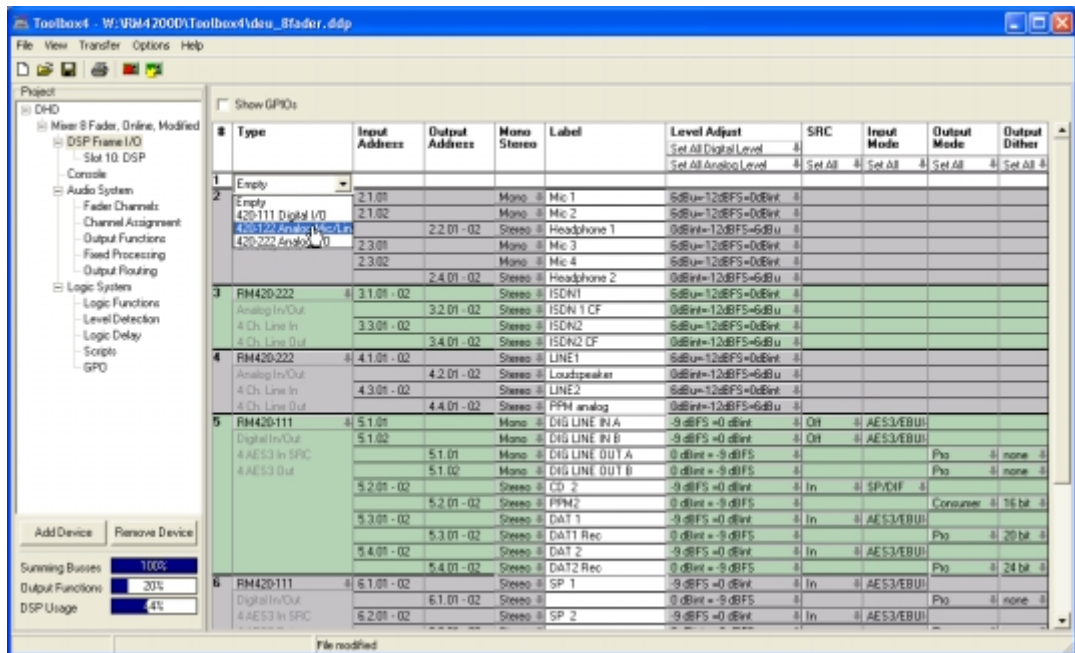 Toolbox4 - W:\RM4200D\Toolbox4\deu_8fader.ddp
File View Transfer Options Help
Project
DHD
Mixer 8 Fader, Online, Modified
DSP Frame I/O
Slot 10: DSP
Console
Audio System
Fader Channels
Channel Assignment
Output Functions
Fixed Processing
Output Routing
Logic System
Logic Functions
Level Detection
Logic Delay
Scripts
GPO
Add Device Remove Device
Summing Busses 100%
Output Functions 20%
DSP Usage 44%
Show GPIOs
# Type Input Address Output Address Mono Stereo Label Level Adjust SRC Input Mode Output Mode Output Dither
Set All Digital Level
Set All Analog Level Set All Set All Set All Set All
1 Empty
Empty
420-111 Digital I/O
420-122 Analog Mic/Lin
420-222 Analog I/O
2 2.1.01 Mono Mic 1 6dBu=-12dBFS=0dBint
2.1.02 Mono Mic 2 6dBu=-12dBFS=0dBint
2.2.01 - 02 Stereo Headphone 1 0dBint=-12dBFS=6dBu
2.3.01 Mono Mic 3 6dBu=-12dBFS=0dBint
2.3.02 Mono Mic 4 6dBu=-12dBFS=0dBint
2.4.01 - 02 Stereo Headphone 2 0dBint=-12dBFS=6dBu
3 RM420-222 3.1.01 - 02 Stereo ISDN1 6dBu=-12dBFS=0dBint
Analog In/Out 3.2.01 - 02 Stereo ISDN 1 CF 0dBint=-12dBFS=6dBu
4 Ch. Line In 3.3.01 - 02 Stereo ISDN2 6dBu=-12dBFS=0dBint
4 Ch. Line Out 3.4.01 - 02 Stereo ISDN2 CF 0dBint=-12dBFS=6dBu
4 RM420-222 4.1.01 - 02 Stereo LINE1 6dBu=-12dBFS=0dBint
Analog In/Out 4.2.01 - 02 Stereo Loudspeaker 0dBint=-12dBFS=6dBu
4 Ch. Line In 4.3.01 - 02 Stereo LINE2 6dBu=-12dBFS=0dBint
4 Ch. Line Out 4.4.01 - 02 Stereo PPM analog 0dBint=-12dBFS=6dBu
5 RM420-111 5.1.01 Mono DIG LINE IN A -9 dBFS =0 dBint Off AES3/EBU
Digital In/Out 5.1.02 Mono DIG LINE IN B -9 dBFS =0 dBint Off AES3/EBU
4 AES3 In SRC 5.1.01 Mono DIG LINE OUT A 0 dBint = -9 dBFS Pro none
4 AES3 Out 5.1.02 Mono DIG LINE OUT B 0 dBint = -9 dBFS Pro none
5.2.01 - 02 Stereo CD 2 -9 dBFS =0 dBint In SP/DIF
5.2.01 - 02 Stereo PPM2 0 dBint = -9 dBFS Consumer 16 bit
5.3.01 - 02 Stereo DAT 1 -9 dBFS =0 dBint In AES3/EBU
5.3.01 - 02 Stereo DAT1 Rec 0 dBint = -9 dBFS Pro 20 bit
5.4.01 - 02 Stereo DAT 2 -9 dBFS =0 dBint In AES3/EBU
5.4.01 - 02 Stereo DAT2 Rec 0 dBint = -9 dBFS Pro 24 bit
6 RM420-111 6.1.01 - 02 Stereo SP 1 -9 dBFS =0 dBint In AES3/EBU
Digital In/Out 6.1.01 - 02 Stereo 0 dBint = -9 dBFS Pro none
4 AES3 In SRC 6.2.01 - 02 Stereo SP 2 -9 dBFS =0 dBint In AES3/EBU
File modified